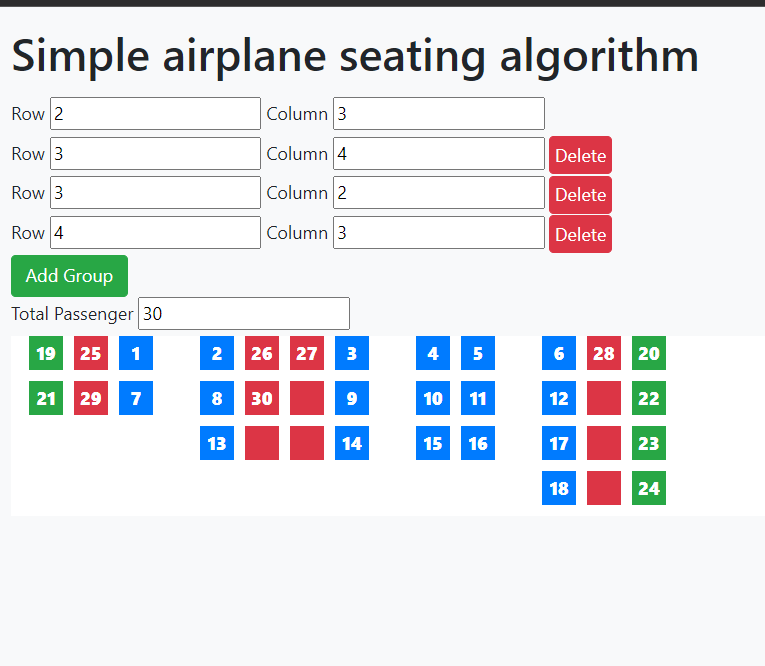 Simple airplane seating algorithm
Row 2 Column 3
Row 3 Column 4 Delete
Row 3 Column 2 Delete
Row 4 Column 3 Delete
Add Group
Total Passenger 30
19 25 1 2 26 27 3 4 5 6 28 20
21 29 7 8 30 9 10 11 12 22
13 14 15 16 17 23
18 24